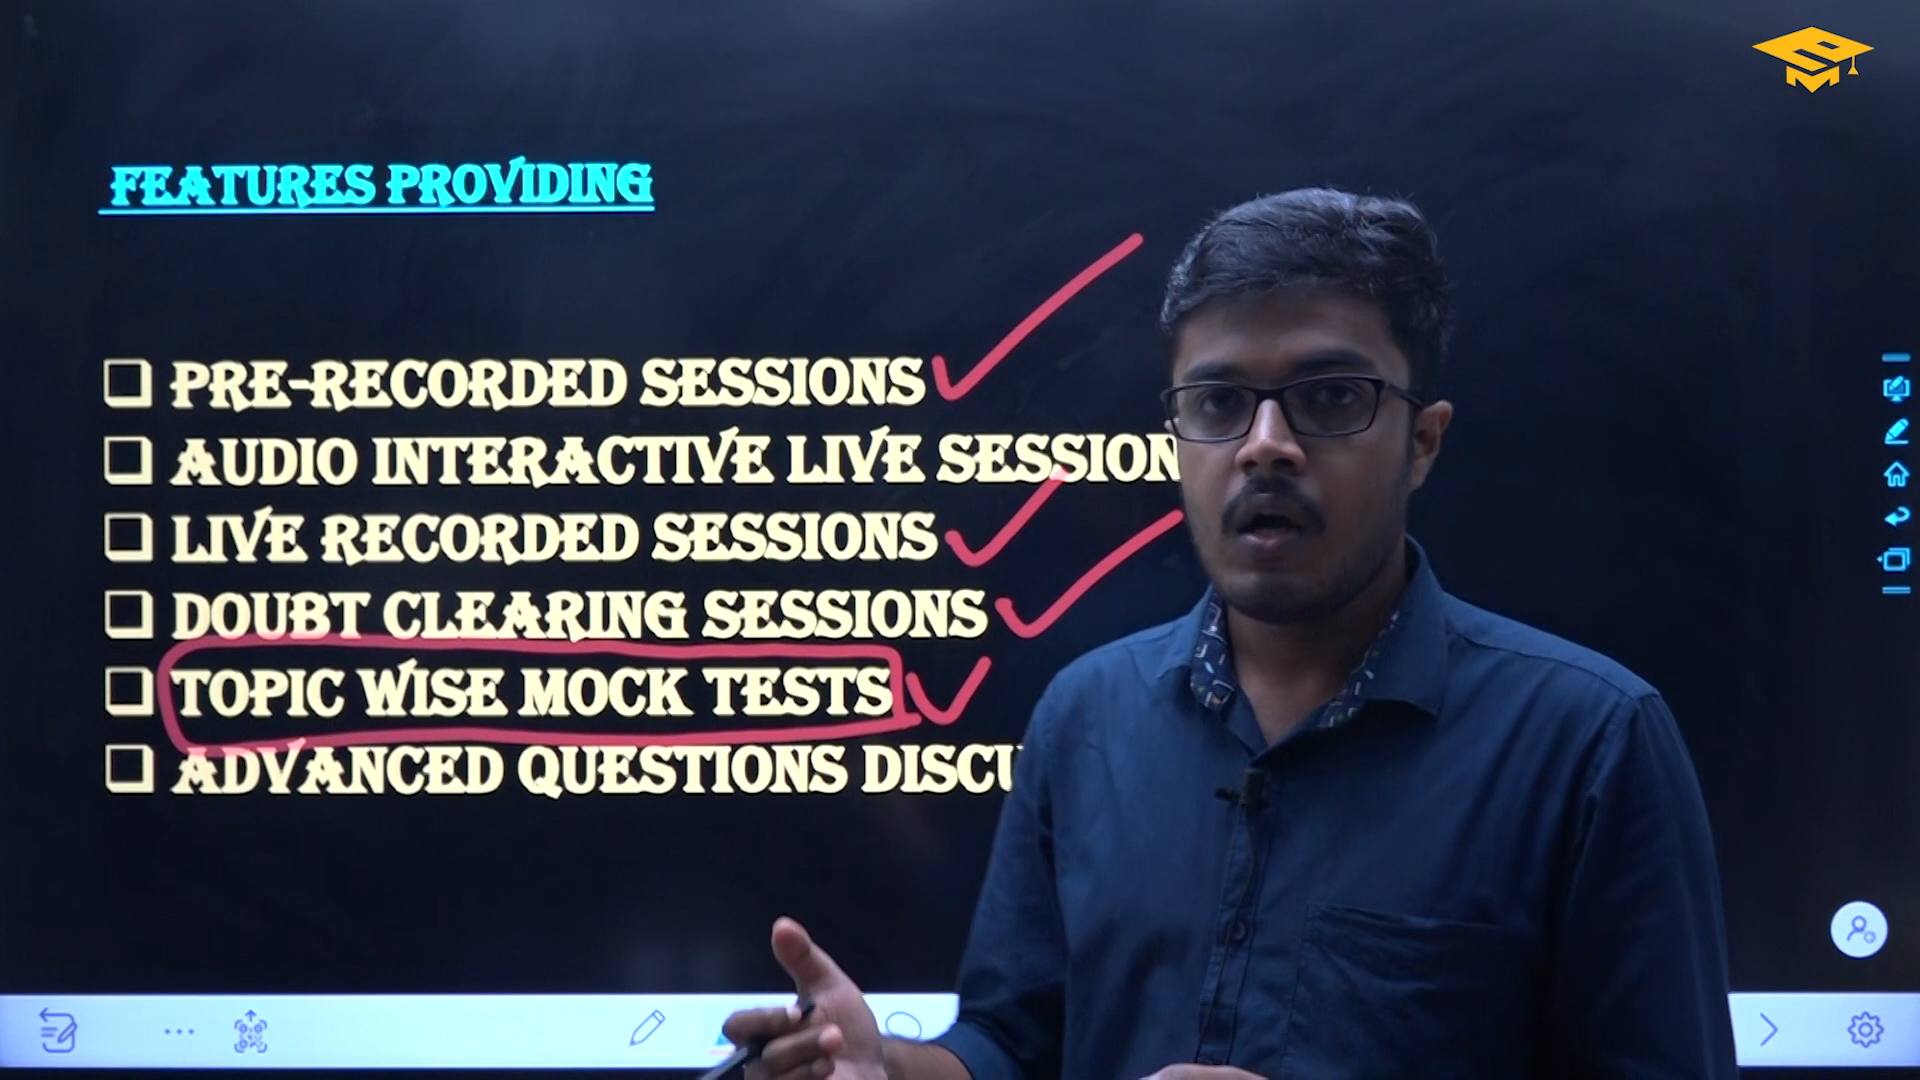 FEATURES PROVIDING
PRE-RECORDED SESSIONS
AUDIO INTERACTIVE LIVE SESSION
LIVE RECORDED SESSIONS
DOUBT CLEARING SESSIONS
TOPIC WISE MOCK TESTS
ADVANCED QUESTIONS